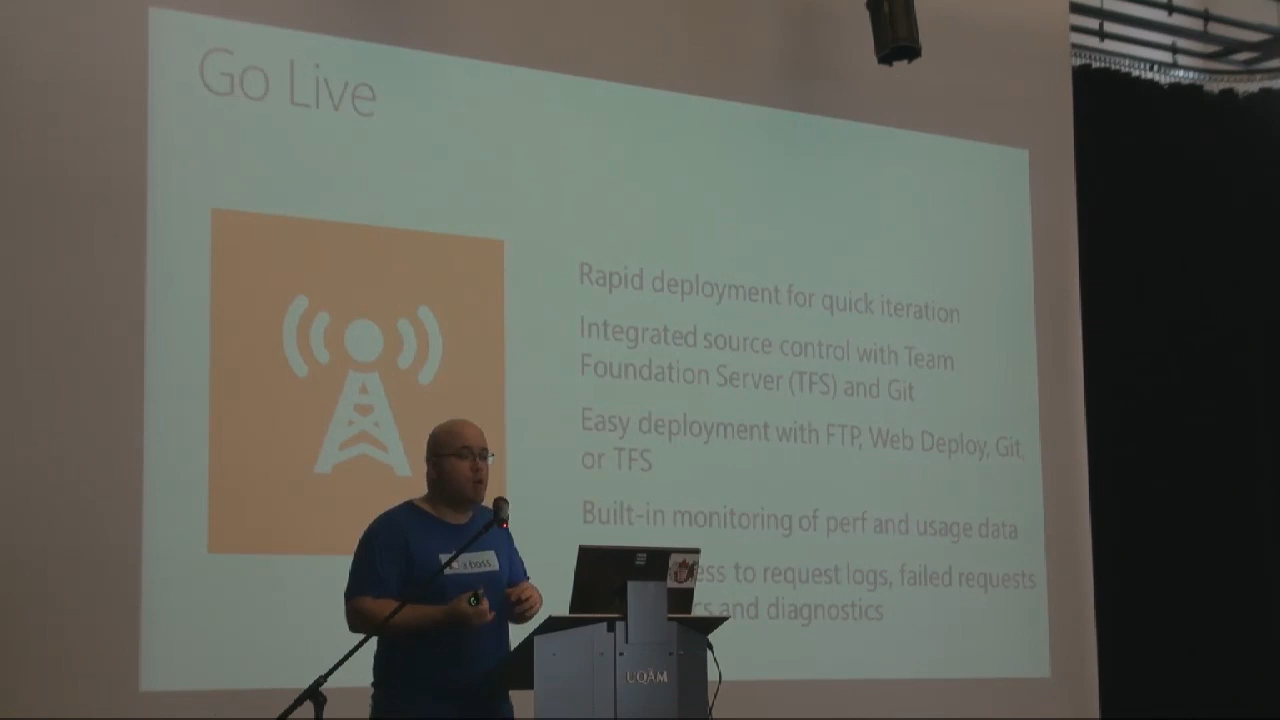 Go Live
Rapid deployment for quick iteration
Integrated source control with Team
Foundation Server (TFS) and Git
Easy deployment with FTP, Web Deploy, Git,
or TFS
Built-in monitoring of perf and usage data
to request logs, failed requests
and diagnostics
boss
UQÀM